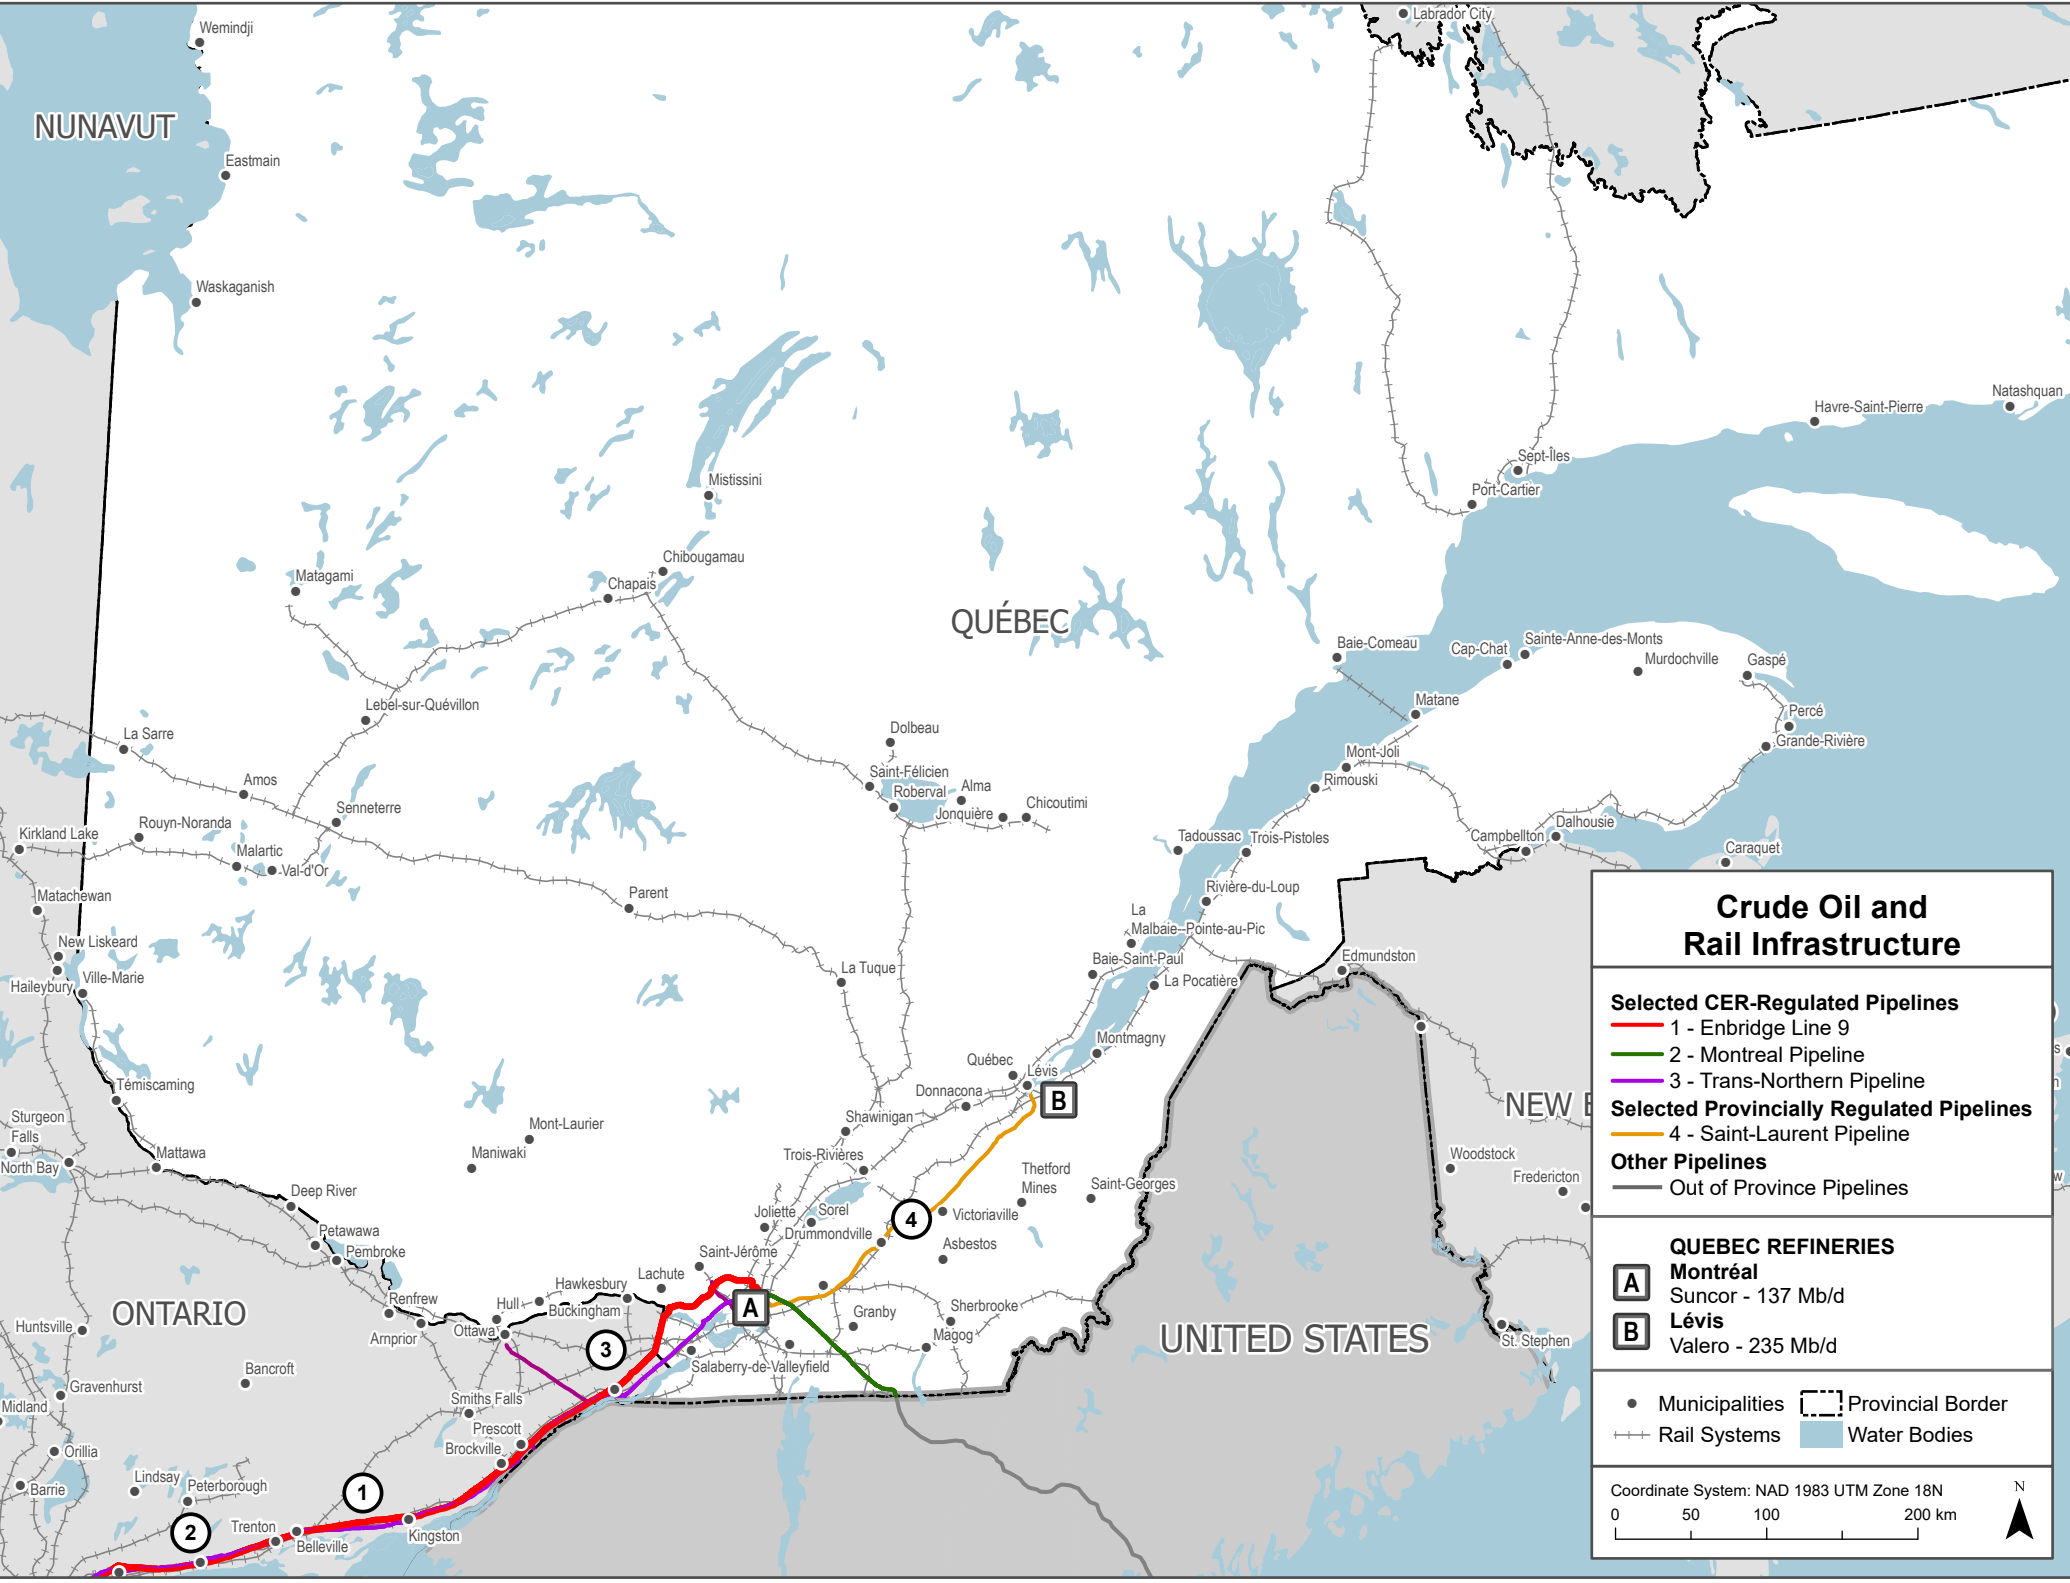 Labrador City
Wemindji
NUNAVUT
Eastmain
Waskaganish
Natashquan
Havre-Saint-Pierre
Sept-Îles
Port-Cartier
Mistissini
Chibougamau
Chapais
Matagami
QUÉBEC
Baie-Comeau
Cap-Chat
Sainte-Anne-des-Monts
Murdochville
Gaspé
Matane
Percé
Grande-Rivière
Lebel-sur-Quévillon
La Sarre
Dolbeau
Mont-Joli
Rimouski
Saint-Félicien
Roberval
Alma
Amos
Senneterre
Jonquière
Chicoutimi
Kirkland Lake
Rouyn-Noranda
Malartic
Val-d'Or
Tadoussac
Trois-Pistoles
Campbellton
Dalhousie
Caraquet
Matachewan
Parent
Rivière-du-Loup
La
Malbaie--Pointe-au-Pic
New Liskeard
Haileybury
Ville-Marie
La Tuque
Baie-Saint-Paul
La Pocatière
Edmundston
Montmagny
Québec
Lévis
Donnacona
B
Témiscaming
Sturgeon
Falls
North Bay
Mattawa
Mont-Laurier
Maniwaki
Shawinigan
Trois-Rivières
Thetford
Mines
Saint-Georges
NEW B
Woodstock
Fredericton
Deep River
Petawawa
Pembroke
Joliette
Sorel
4
Victoriaville
Drummondville
Asbestos
Saint-Jérôme
Lachute
Hawkesbury
Buckingham
Hull
Ottawa
Renfrew
Arnprior
ONTARIO
Huntsville
A
Granby
Sherbrooke
Magog
UNITED STATES
St. Stephen
3
Salaberry-de-Valleyfield
Bancroft
Gravenhurst
Midland
Smiths Falls
Prescott
Brockville
Orillia
Barrie
Lindsay
Peterborough
1
2
Trenton
Belleville
Kingston
Crude Oil and
Rail Infrastructure
Selected CER-Regulated Pipelines
1 - Enbridge Line 9
2 - Montreal Pipeline
3 - Trans-Northern Pipeline
Selected Provincially Regulated Pipelines
4 - Saint-Laurent Pipeline
Other Pipelines
Out of Province Pipelines
QUEBEC REFINERIES
A
Montréal
Suncor - 137 Mb/d
B
Lévis
Valero - 235 Mb/d
Municipalities
Provincial Border
Rail Systems
Water Bodies
Coordinate System: NAD 1983 UTM Zone 18N
0 50 100 200 km
N